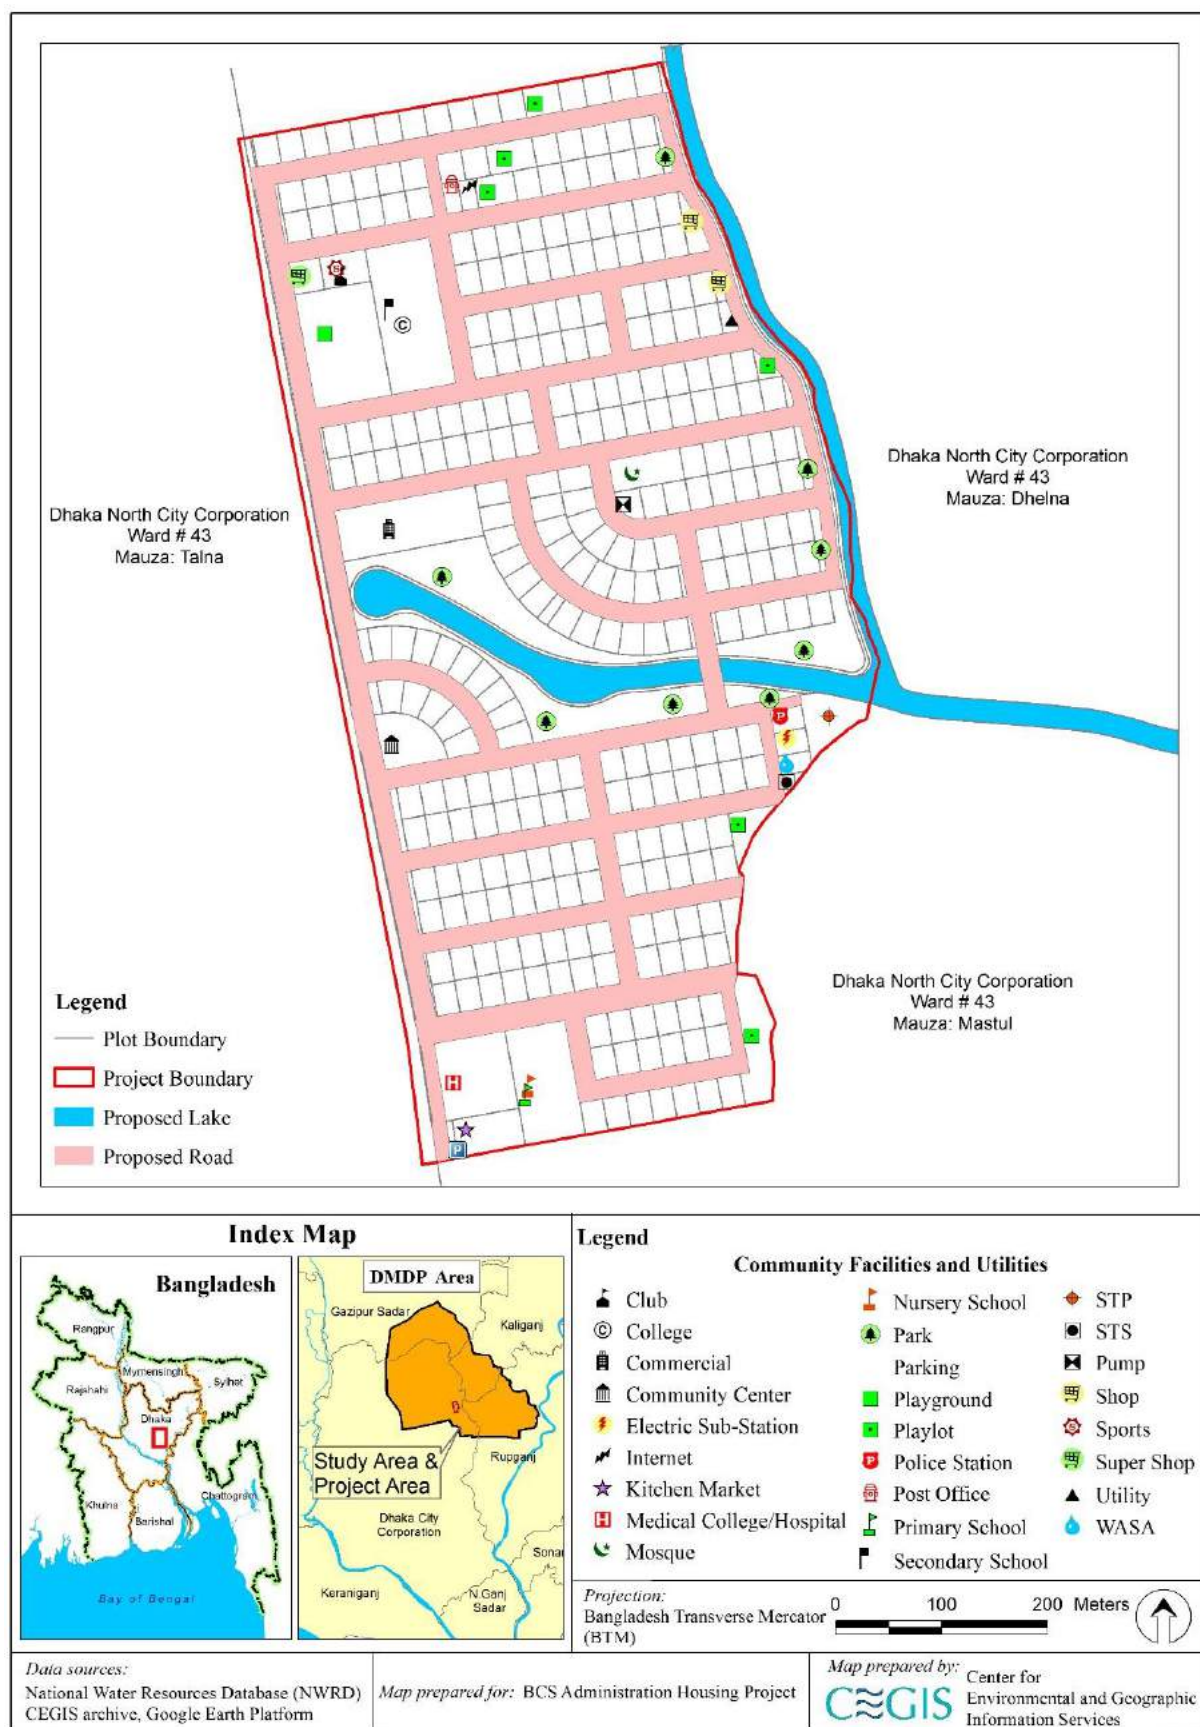 Dhaka North City Corporation
Ward # 43
Mauza: Dhelna
Dhaka North City Corporation
Ward # 43
Mauza: Talna
Dhaka North City Corporation
Ward # 43
Mauza: Mastul
Legend
Plot Boundary
Project Boundary
Proposed Lake
Proposed Road
Index Map
Bangladesh
Rangpur
Mymensingh
Sylhet
Rajshahi
Dhaka
Khulna
Barishal
Chattogram
Bay of Bengal
DMDP Area
Gazipur Sadar
Kaliganj
Study Area &
Project Area
Rupganj
Dhaka City
Corporation
Sonar
Keraniganj
N.Ganj
Sadar
Legend
Community Facilities and Utilities
Club
College
Commercial
Community Center
Electric Sub-Station
Internet
Kitchen Market
Medical College/Hospital
Mosque
Nursery School
Park
Parking
Playground
Playlot
Police Station
Post Office
Primary School
Secondary School
STP
STS
Pump
Shop
Sports
Super Shop
Utility
WASA
Projection:
Bangladesh Transverse Mercator
(BTM)
0 100 200 Meters
Data sources:
National Water Resources Database (NWRD)
CEGIS archive, Google Earth Platform
Map prepared for: BCS Administration Housing Project
Map prepared by:
CEGIS
Center for
Environmental and Geographic
Information Services